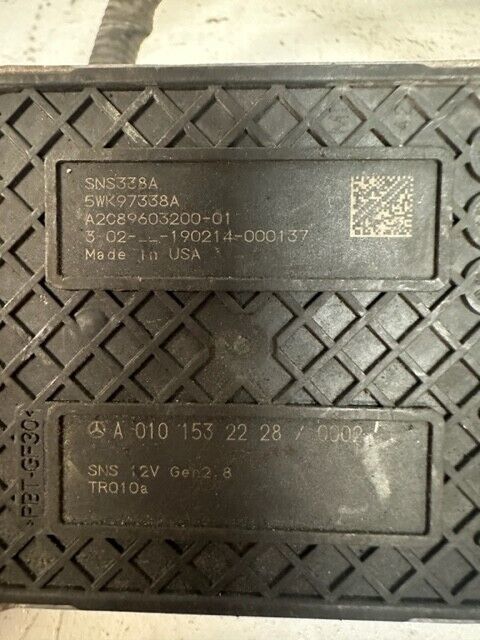 SNS338A
5WK97338A
A2C89603200-01
3 02-__-190214-000137
Made in USA
A 010 153 22 28 / 0002
SNS 12V Gen2.8
TR010a
>PBT-GF30<